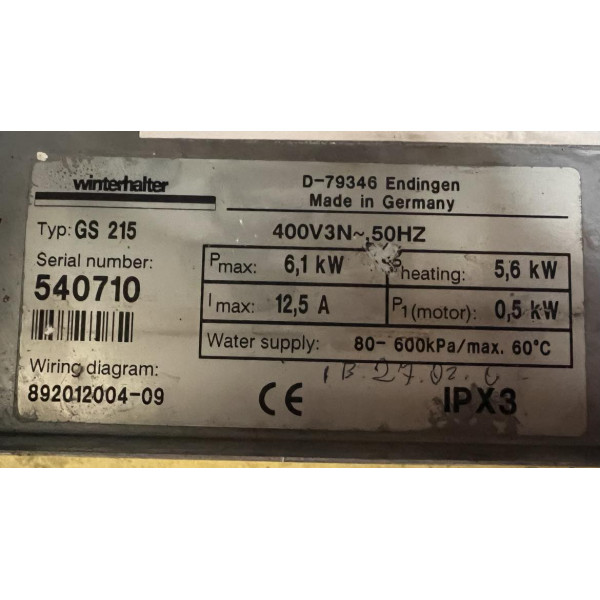 winterhalter
D-79346 Endingen
Made in Germany
Typ: GS 215
400V3N~, 50HZ
Serial number:
540710
Pmax: 6,1 kW
Pheating: 5,6 kW
I max: 12,5 A
P1(motor): 0,5 kW
Water supply: 80- 600kPa/max. 60°C
Wiring diagram:
892012004-09
CE
IPX3